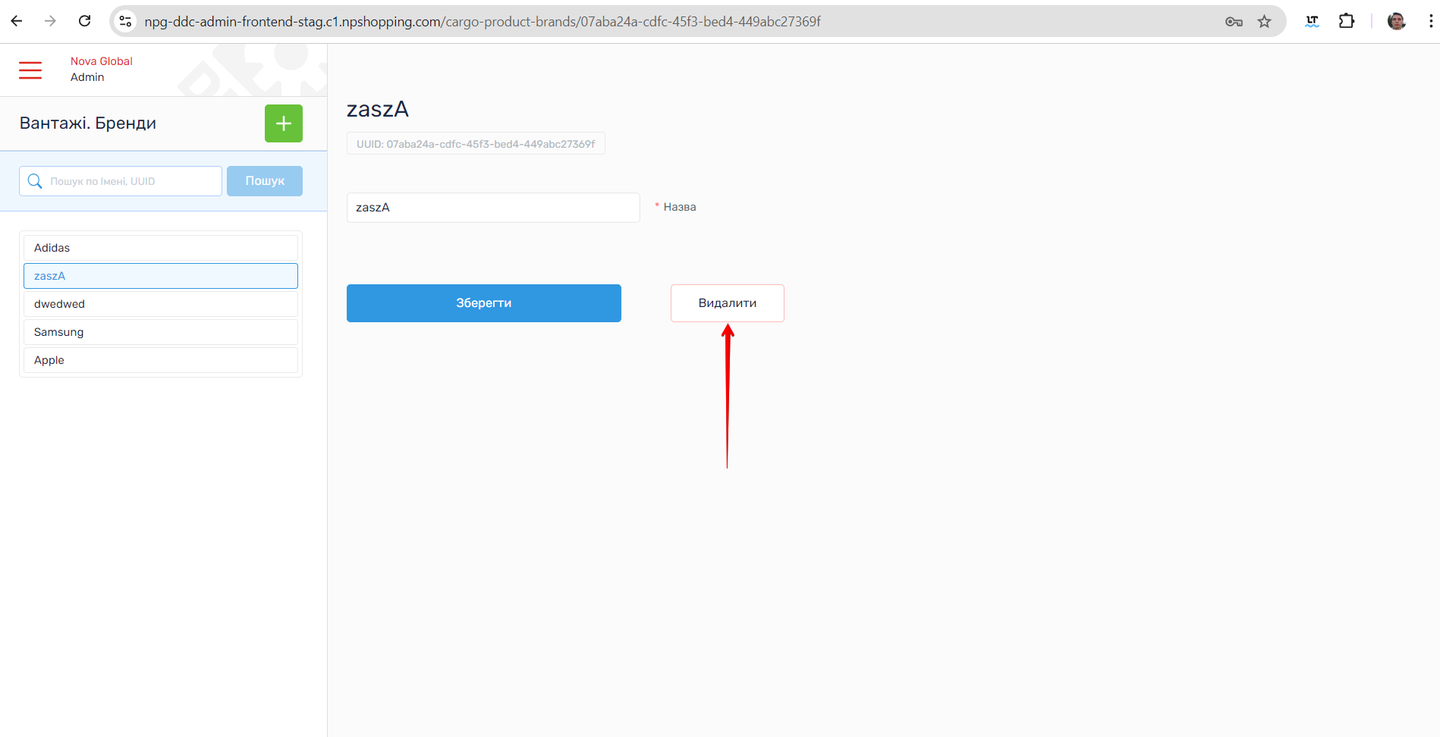 npg-ddc-admin-frontend-stag.c1.npshopping.com/cargo-product-brands/07aba24a-cdfc-45f3-bed4-449abc27369f
LT
Nova Global
Admin
Вантажі. Бренди
Пошук по імені, UUID
Пошук
Adidas
zaszA
dwedwed
Samsung
Apple
zaszA
UUID: 07aba24a-cdfc-45f3-bed4-449abc27369f
zaszA
* Назва
Зберегти
Видалити